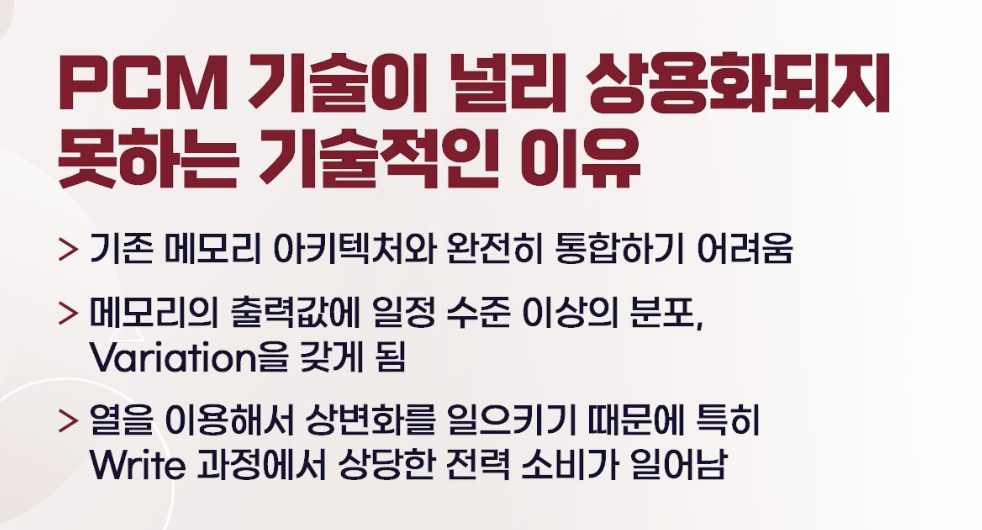 PCM 기술이 널리 상용화되지
못하는 기술적인 이유
> 기존 메모리 아키텍처와 완전히 통합하기 어려움
> 메모리의 출력값에 일정 수준 이상의 분포,
Variation을 갖게 됨
> 열을 이용해서 상변화를 일으키기 때문에 특히
Write 과정에서 상당한 전력 소비가 일어남